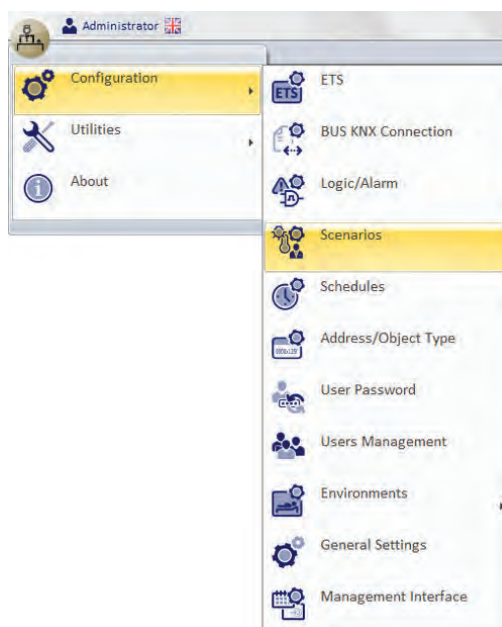 Administrator
Configuration
Utilities
About
ETS
ETS
BUS KNX Connection
Logic/Alarm
Scenarios
Schedules
Address/Object Type
User Password
Users Management
Environments
General Settings
Management Interface